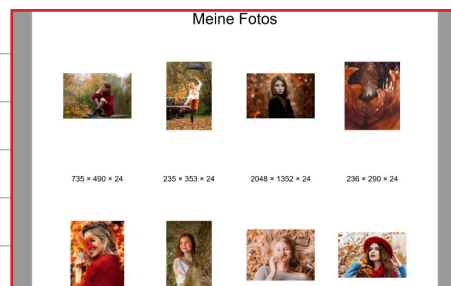 Meine Fotos
735 × 490 × 24
235 × 353 × 24
2048 × 1352 × 24
236 × 290 × 24